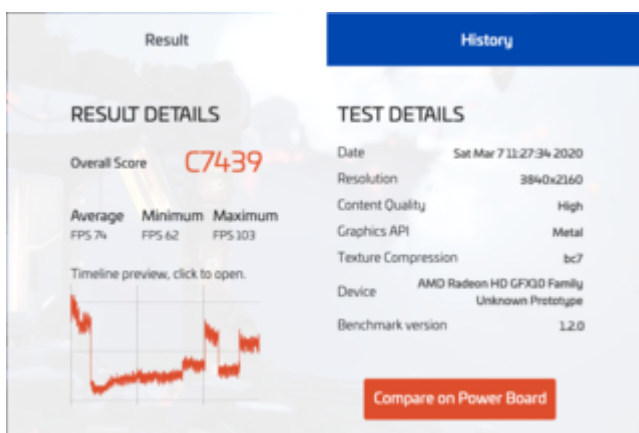 Result
History
RESULT DETAILS
Overall Score C7439
Average Minimum Maximum
FPS 74 FPS 62 FPS 103
Timeline preview, click to open.
TEST DETAILS
Date Sat Mar 7 11:27:34 2020
Resolution 3840x2160
Content Quality High
Graphics API Metal
Texture Compression bc7
Device AMD Radeon HD GFX10 Family
Unknown Prototype
Benchmark version 1.2.0
Compare on Power Board